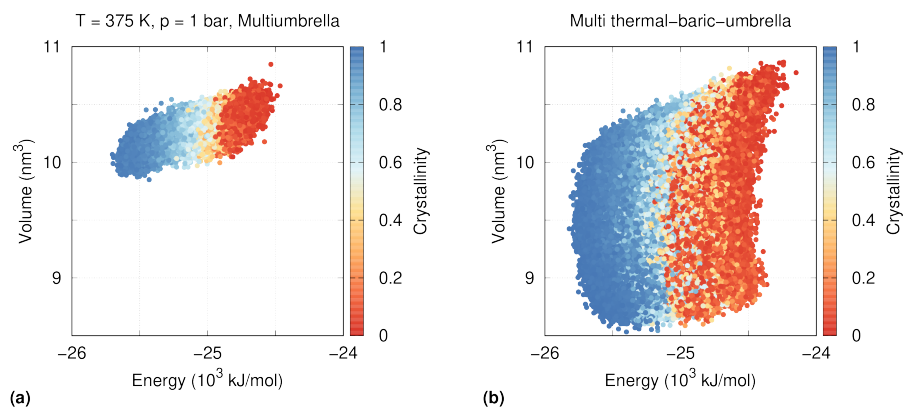 T = 375 K, p = 1 bar, Multiumbrella
11
10
9
Volume (nm³)
−26
−25
−24
Energy (10³ kJ/mol)
1
0.8
0.6
0.4
0.2
0
Crystallinity
(a)
Multi thermal−baric−umbrella
11
10
9
Volume (nm³)
−26
−25
−24
Energy (10³ kJ/mol)
1
0.8
0.6
0.4
0.2
0
Crystallinity
(b)